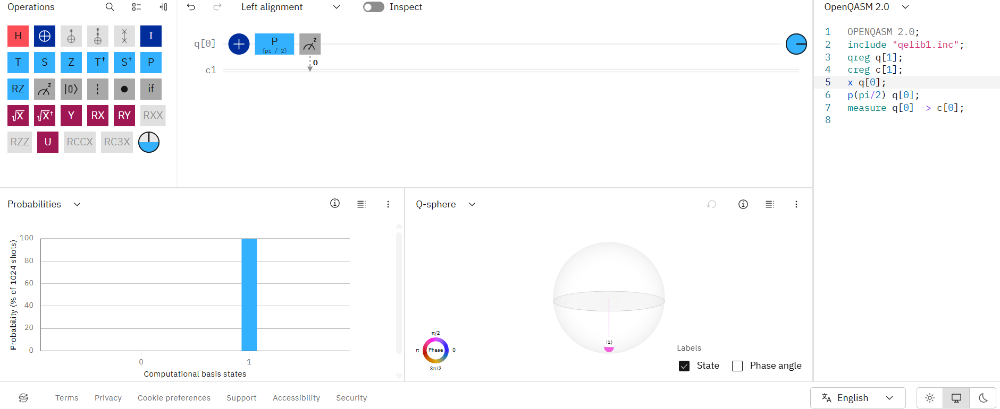 Operations
Left alignment
Inspect
OpenQASM 2.0
H
I
T S Z T† S† P
RZ z |0⟩ if
√X √X† Y RX RY RXX
RZZ U RCCX RC3X
q[0]
P
(pi / 2)
z
0
c1
1 OPENQASM 2.0;
2 include "qelib1.inc";
3 qreg q[1];
4 creg c[1];
5 x q[0];
6 p(pi/2) q[0];
7 measure q[0] -> c[0];
8
Probabilities
Probability (% of 1024 shots)
100
80
60
40
20
0
0 1
Computational basis states
Q-sphere
|1⟩
π/2
π Phase 0
3π/2
Labels
State Phase angle
Terms Privacy Cookie preferences Support Accessibility Security
English